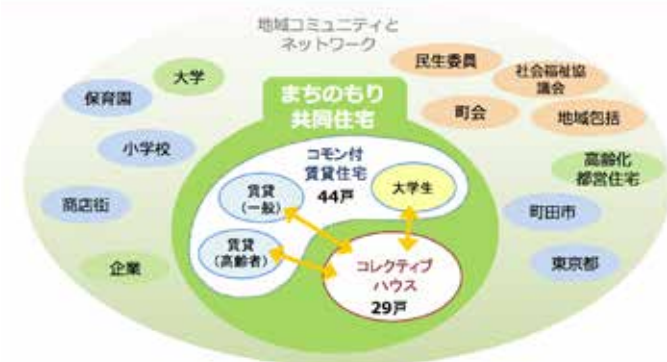 地域コミュニティと
ネットワーク
大学
保育園
小学校
商店街
企業
まちのもり
共同住宅
コモン付
賃貸住宅
44戸
賃貸
(一般)
大学生
賃貸
(高齢者)
コレクティブ
ハウス
29戸
民生委員
社会福祉協
議会
町会
地域包括
高齢化
都営住宅
町田市
東京都